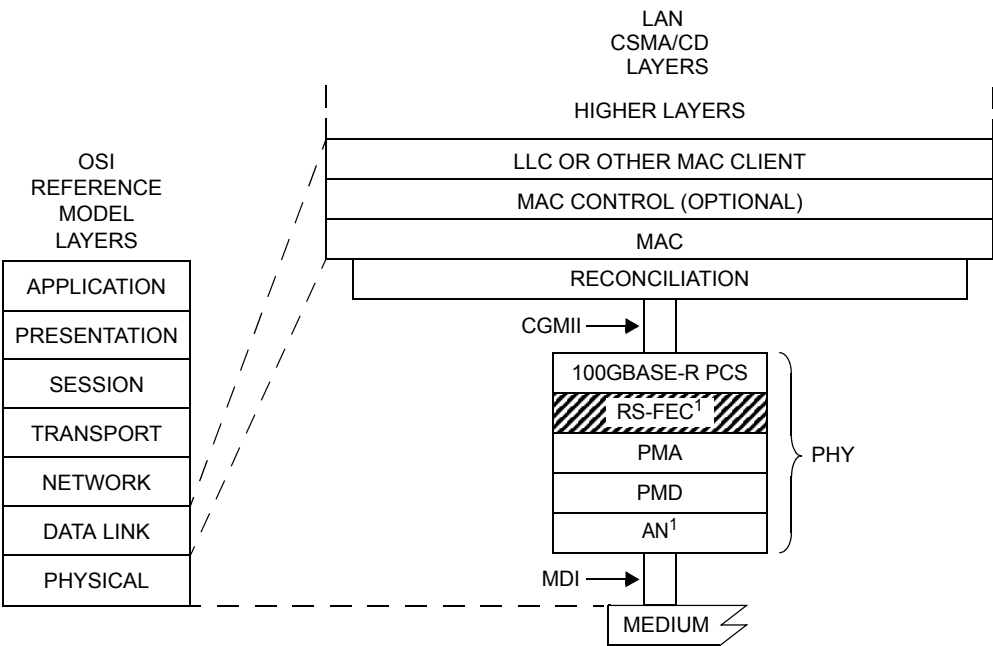 LAN
CSMA/CD
LAYERS
HIGHER LAYERS
LLC OR OTHER MAC CLIENT
MAC CONTROL (OPTIONAL)
MAC
RECONCILIATION
OSI
REFERENCE
MODEL
LAYERS
APPLICATION
PRESENTATION
SESSION
TRANSPORT
NETWORK
DATA LINK
PHYSICAL
CGMII
100GBASE-R PCS
RS-FEC¹
PMA
PMD
AN¹
PHY
MDI
MEDIUM